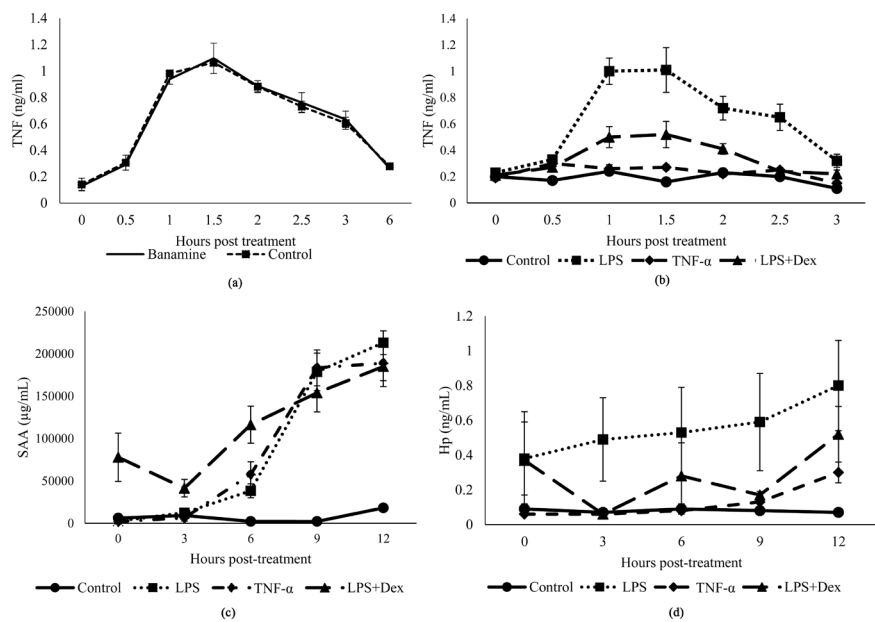 1.4
1.2
1
0.8
0.6
0.4
0.2
0
TNF (ng/ml)
0 0.5 1 1.5 2 2.5 3 6
Hours post treatment
Banamine Control
(a)
1.4
1.2
1
0.8
0.6
0.4
0.2
0
TNF (ng/ml)
0 0.5 1 1.5 2 2.5 3
Hours post treatment
Control LPS TNF-α LPS+Dex
(b)
250000
200000
150000
100000
50000
0
SAA (µg/mL)
0 3 6 9 12
Hours post-treatment
Control LPS TNF-α LPS+Dex
(c)
1.2
1
0.8
0.6
0.4
0.2
0
Hp (ng/mL)
0 3 6 9 12
Hours post-treatment
Control LPS TNF-α LPS+Dex
(d)